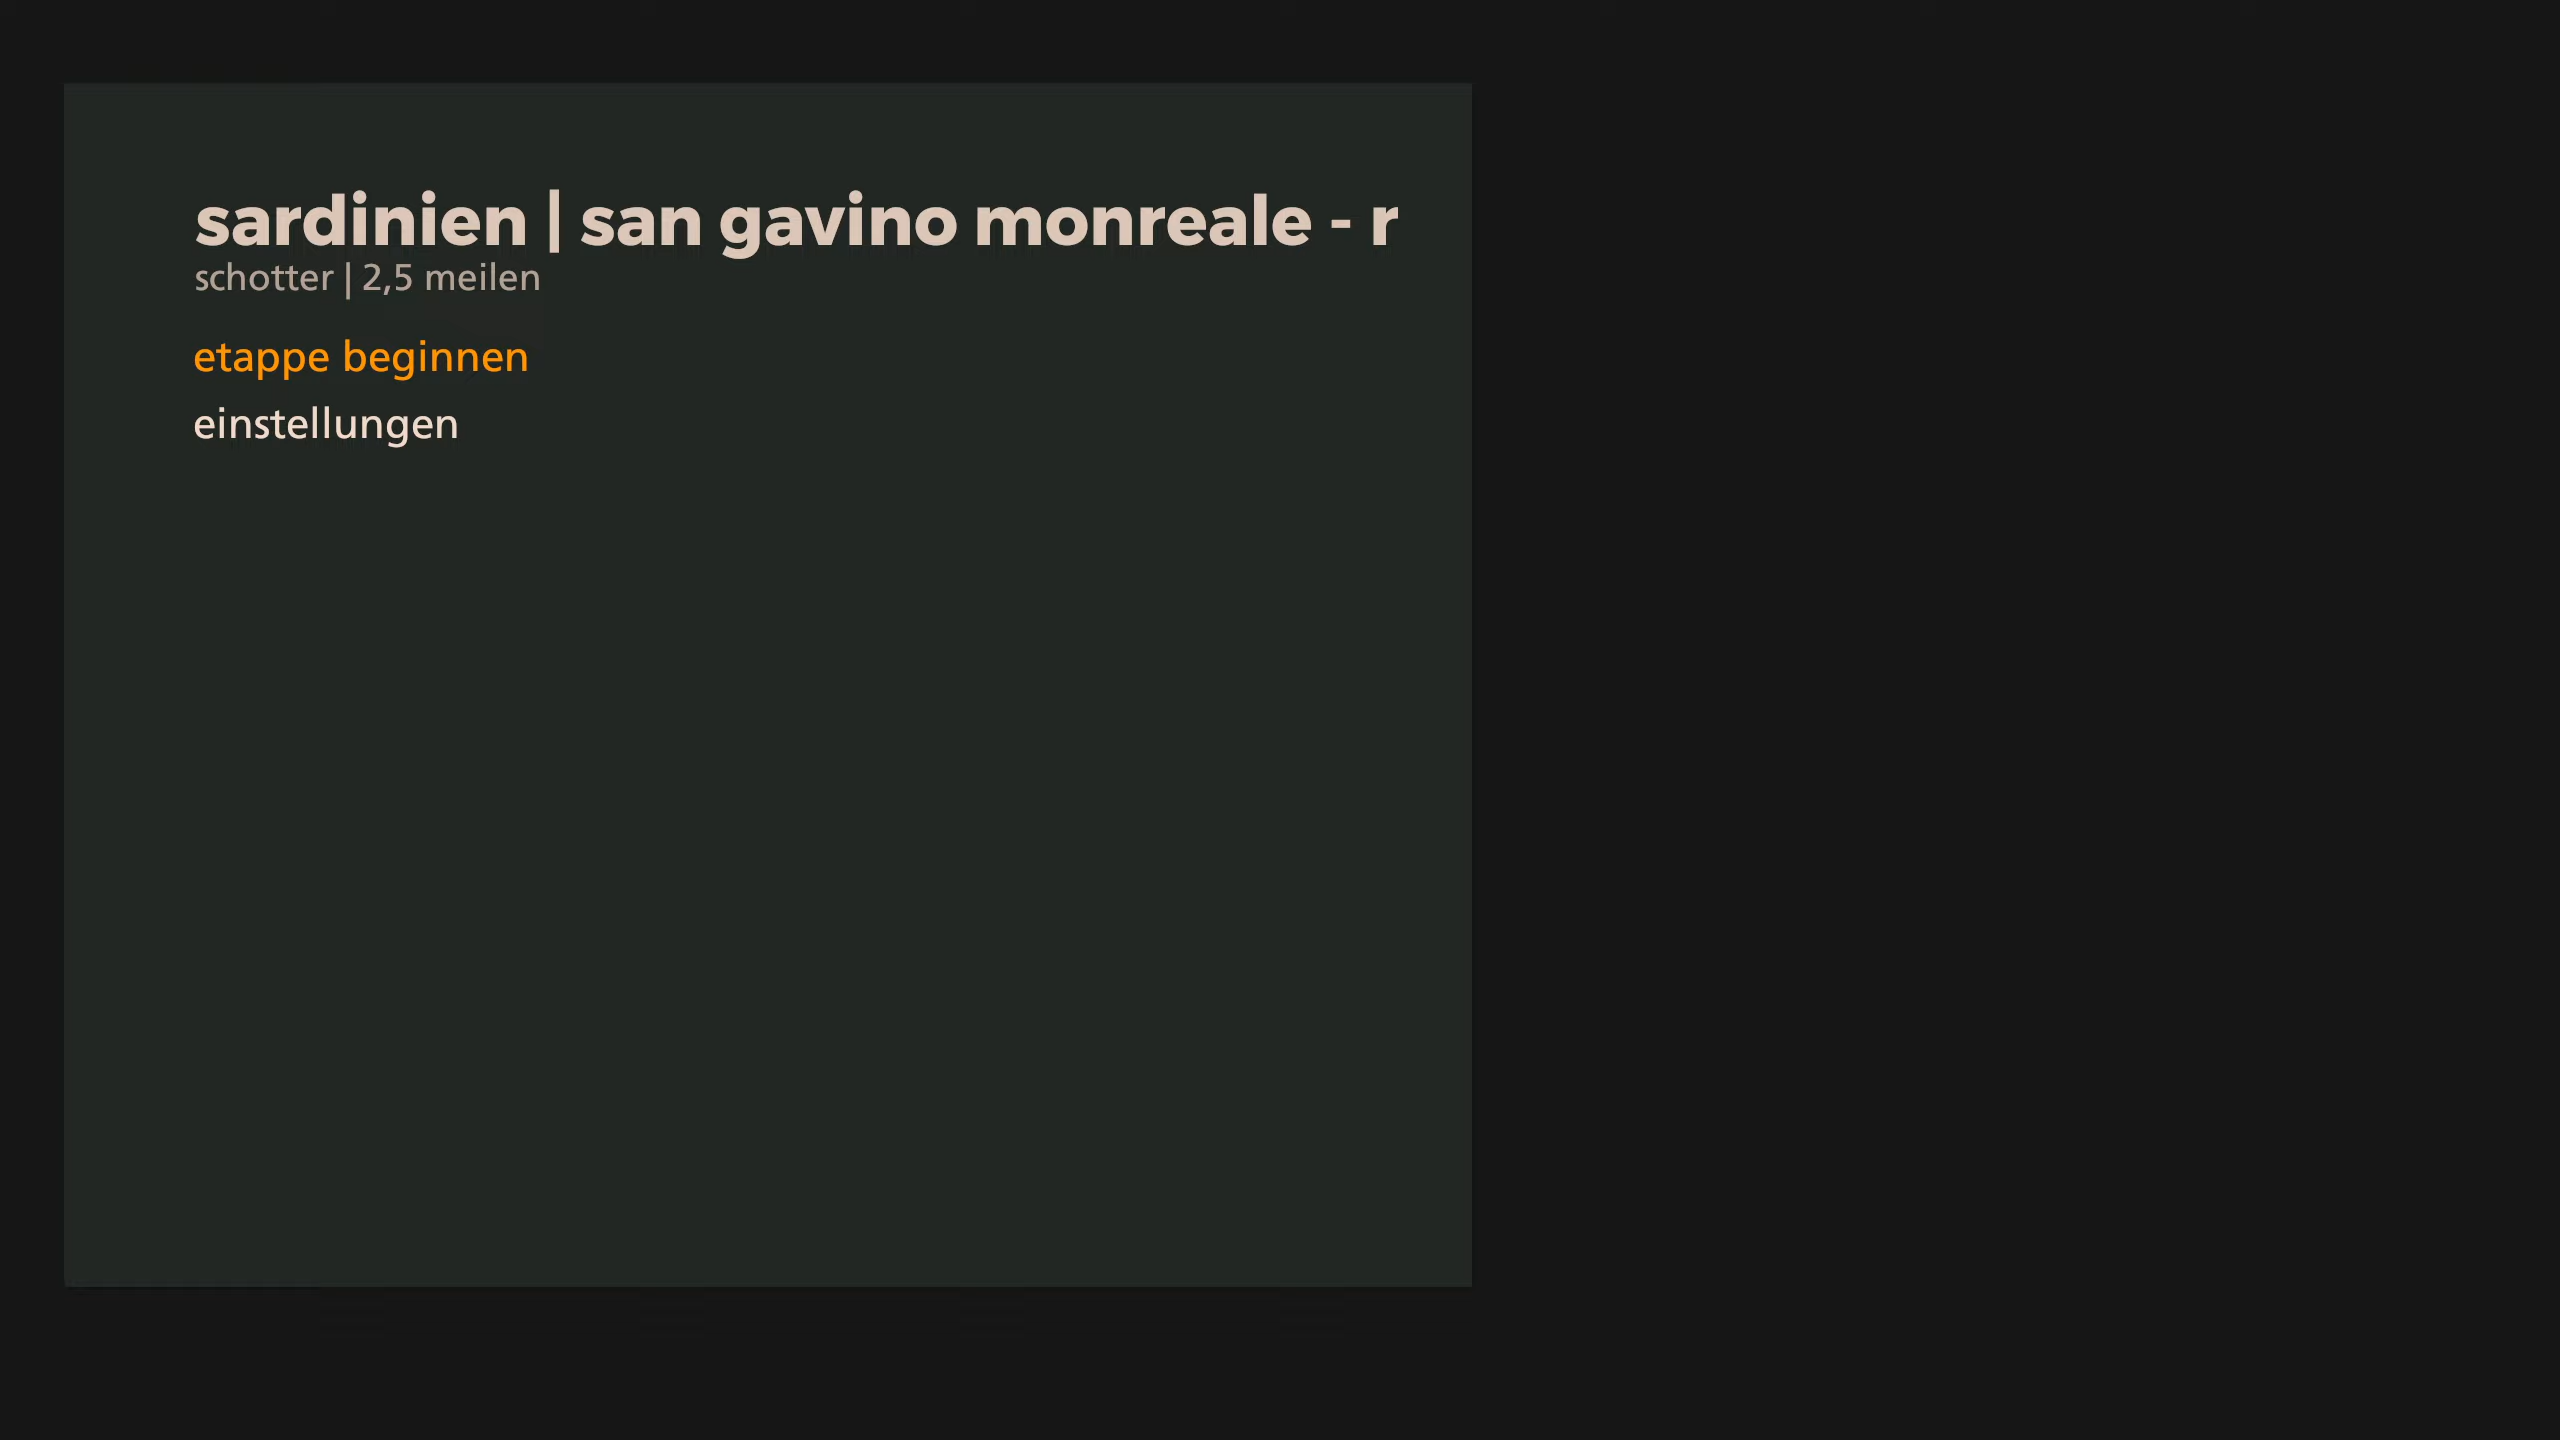 sardinien | san gavino monreale - r
schotter | 2,5 meilen
etappe beginnen
einstellungen